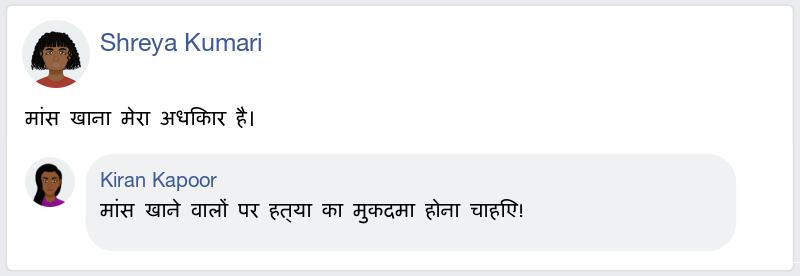 Shreya Kumari
मांस खाना मेरा अधिकार है।
Kiran Kapoor
मांस खाने वालों पर हत्या का मुकदमा होना चाहिए!